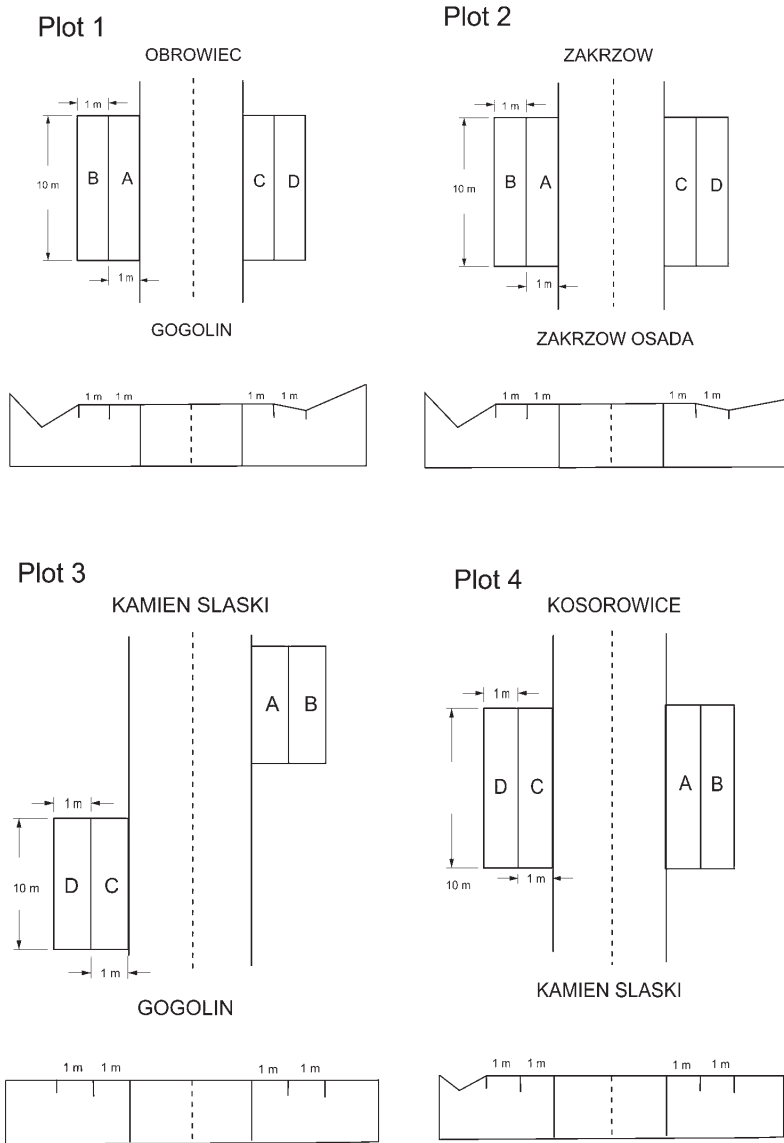 Plot 1
OBROWIEC
1 m
B A C D
10 m
1 m
GOGOLIN
1 m 1 m 1 m 1 m
Plot 2
ZAKRZOW
1 m
B A C D
10 m
1 m
ZAKRZOW OSADA
1 m 1 m 1 m 1 m
Plot 3
KAMIEN SLASKI
A B
1 m
D C
10 m
1 m
GOGOLIN
1 m 1 m 1 m 1 m
Plot 4
KOSOROWICE
1 m
D C A B
10 m
1 m
KAMIEN SLASKI
1 m 1 m 1 m 1 m